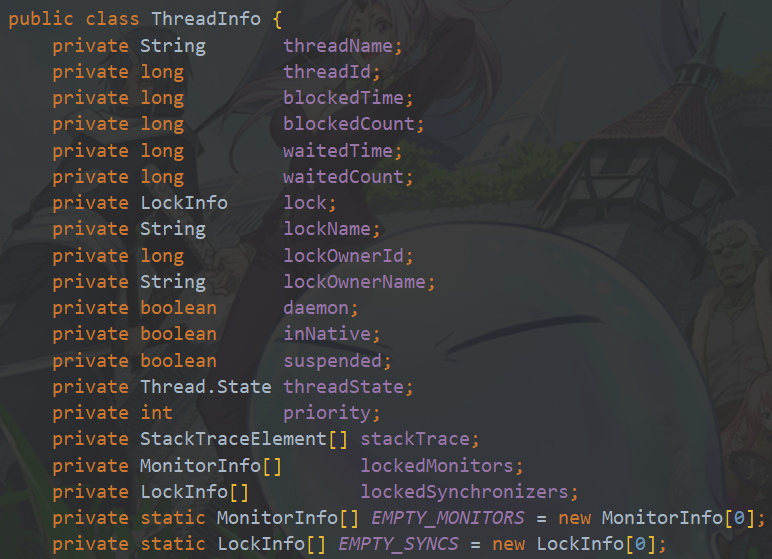 public class ThreadInfo {
    private String       threadName;
    private long         threadId;
    private long         blockedTime;
    private long         blockedCount;
    private long         waitedTime;
    private long         waitedCount;
    private LockInfo     lock;
    private String       lockName;
    private long         lockOwnerId;
    private String       lockOwnerName;
    private boolean      daemon;
    private boolean      inNative;
    private boolean      suspended;
    private Thread.State threadState;
    private int          priority;
    private StackTraceElement[] stackTrace;
    private MonitorInfo[]       lockedMonitors;
    private LockInfo[]          lockedSynchronizers;
    private static MonitorInfo[] EMPTY_MONITORS = new MonitorInfo[0];
    private static LockInfo[] EMPTY_SYNCS = new LockInfo[0];